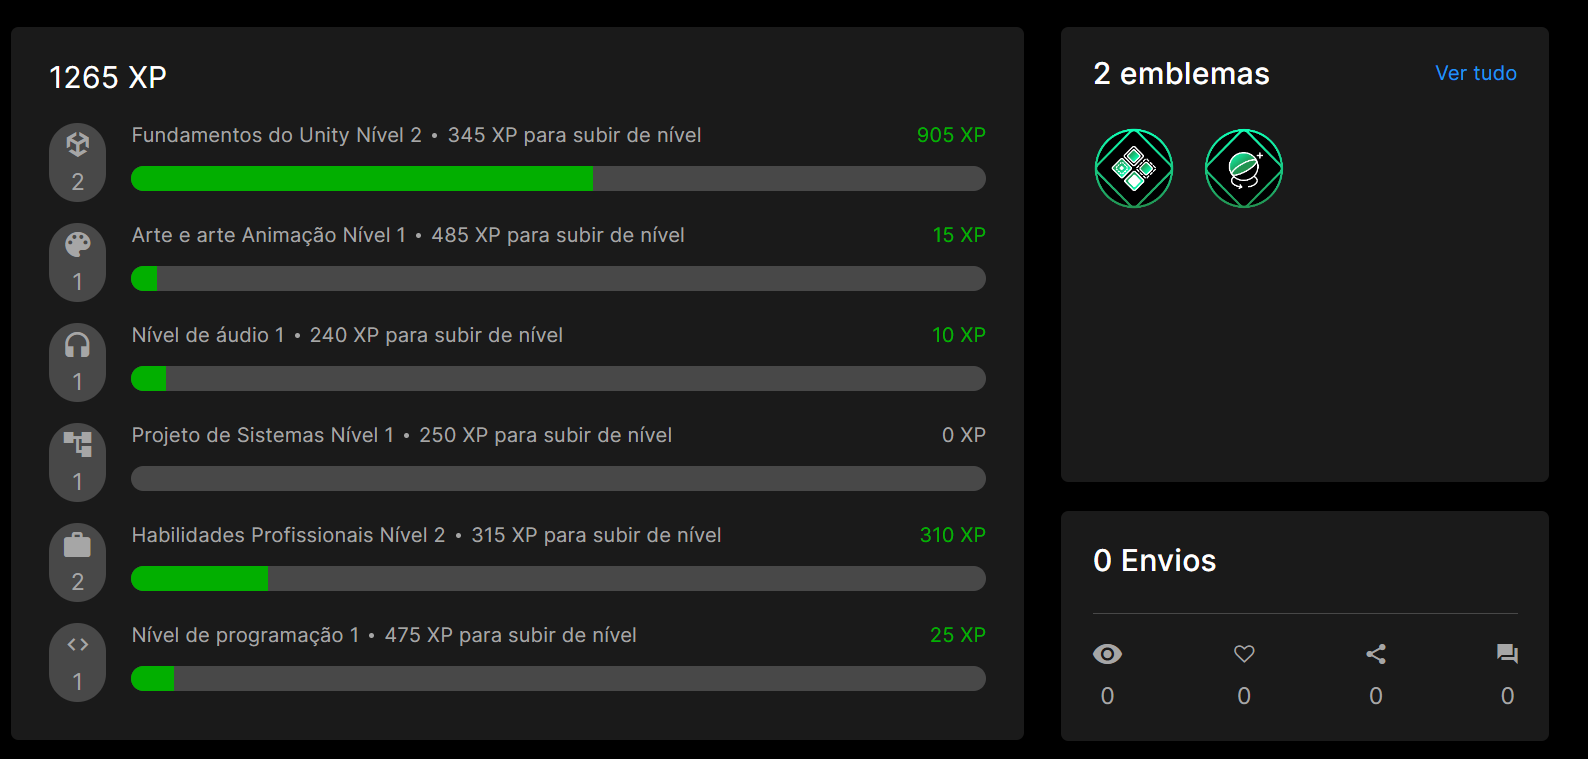 1265 XP
2
Fundamentos do Unity Nível 2 • 345 XP para subir de nível
905 XP
1
Arte e arte Animação Nível 1 • 485 XP para subir de nível
15 XP
1
Nível de áudio 1 • 240 XP para subir de nível
10 XP
1
Projeto de Sistemas Nível 1 • 250 XP para subir de nível
0 XP
2
Habilidades Profissionais Nível 2 • 315 XP para subir de nível
310 XP
1
Nível de programação 1 • 475 XP para subir de nível
25 XP
2 emblemas
Ver tudo
0 Envios
0
0
0
0